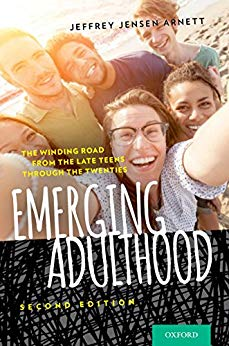 JEFFREY JENSEN ARNETT
THE WINDING ROAD
FROM THE LATE TEENS
THROUGH THE TWENTIES
EMERGING
ADULTHOOD
SECOND EDITION
OXFORD